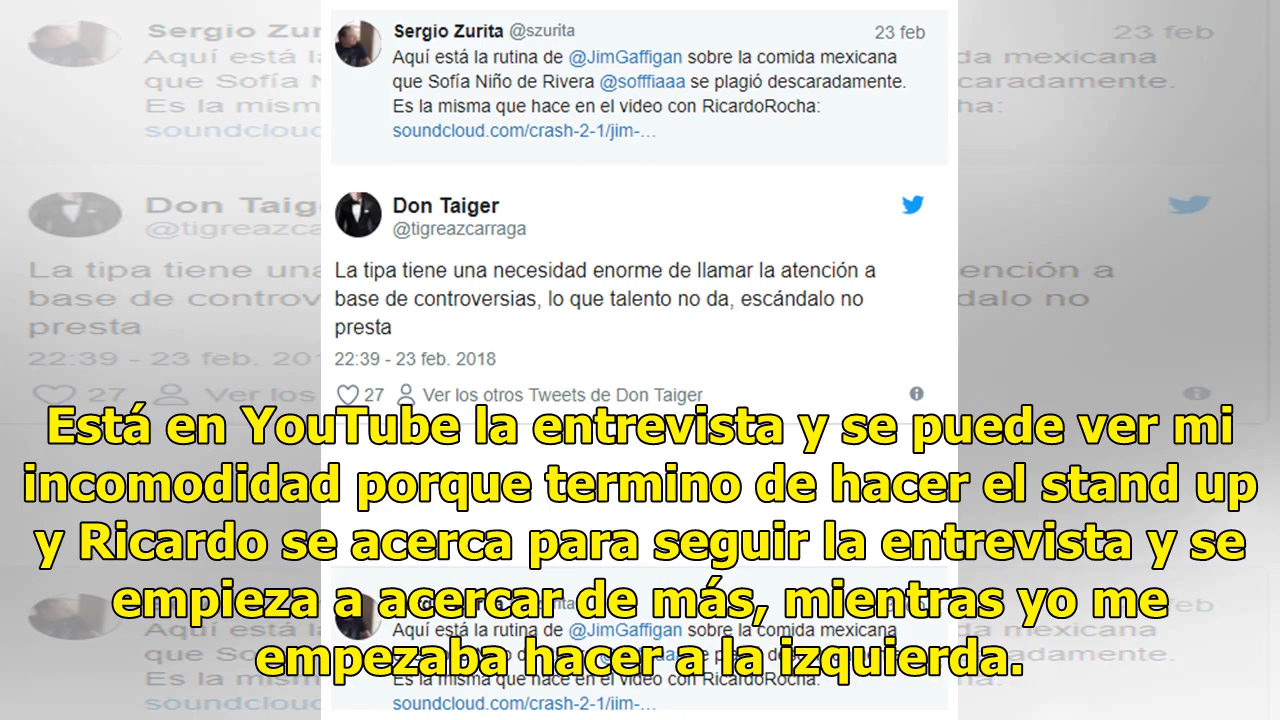 Sergio Zurita @szurita 23 feb
Aquí está la rutina de @JimGaffigan sobre la comida mexicana
que Sofía Niño de Rivera @sofffiaaa se plagió descaradamente.
Es la misma que hace en el video con RicardoRocha:
soundcloud.com/crash-2-1/jim-…
Don Taiger
@tigreazcarraga
La tipa tiene una necesidad enorme de llamar la atención a
base de controversias, lo que talento no da, escándalo no
presta
22:39 - 23 feb. 2018
27 Ver los otros Tweets de Don Taiger
Está en YouTube la entrevista y se puede ver mi
incomodidad porque termino de hacer el stand up
y Ricardo se acerca para seguir la entrevista y se
empieza a acercar de más, mientras yo me
empezaba hacer a la izquierda.
Aquí está la rutina de @JimGaffigan sobre la comida mexicana
Es la misma que hace en el video con RicardoRocha:
soundcloud.com/crash-2-1/jim-…